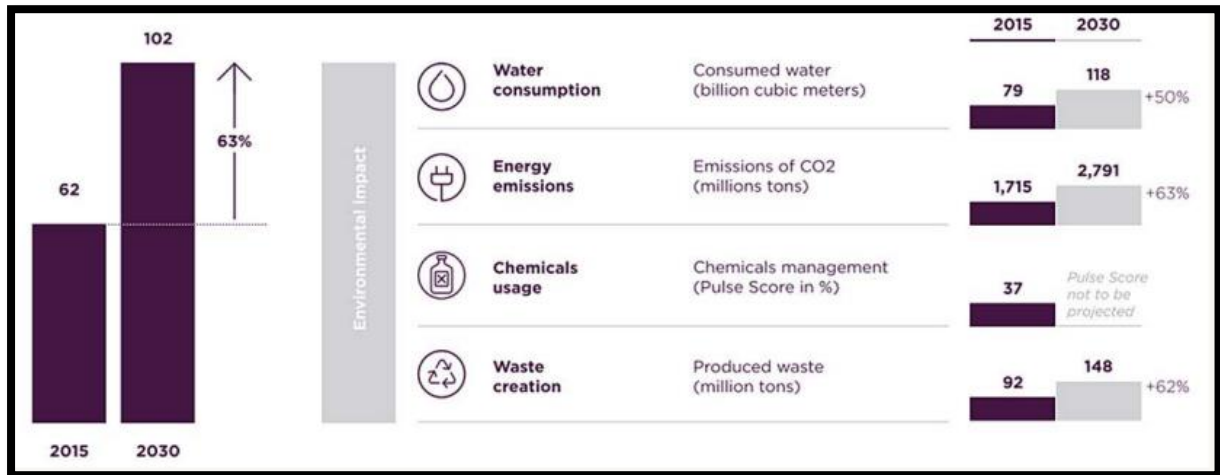 102
63%
62
2015
2030
Environmental Impact
2015
2030
Water
consumption
Consumed water
(billion cubic meters)
79
118
+50%
Energy
emissions
Emissions of CO2
(millions tons)
1,715
2,791
+63%
Chemicals
usage
Chemicals management
(Pulse Score in %)
37
Pulse Score
not to be
projected
Waste
creation
Produced waste
(million tons)
92
148
+62%